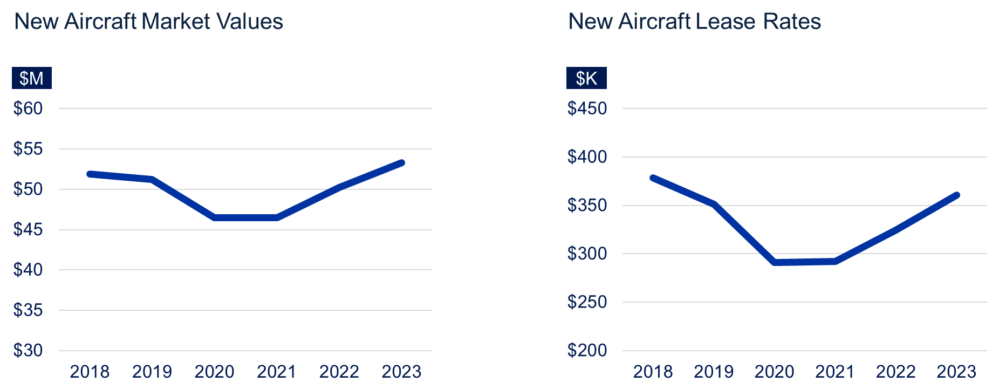 New Aircraft Market Values
$M
$60
$55
$50
$45
$40
$35
$30
2018 2019 2020 2021 2022 2023
New Aircraft Lease Rates
$K
$450
$400
$350
$300
$250
$200
2018 2019 2020 2021 2022 2023